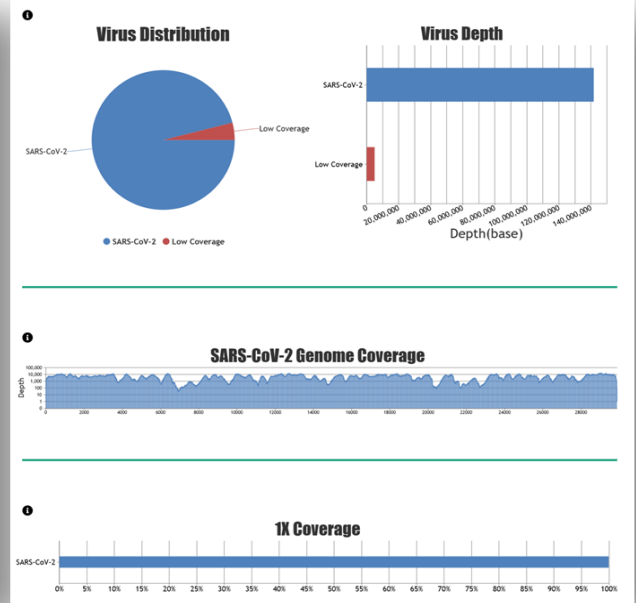 Virus Distribution
SARS-CoV-2
Low Coverage
SARS-CoV-2 Low Coverage
Virus Depth
SARS-CoV-2
Low Coverage
0 20,000,000 40,000,000 60,000,000 80,000,000 100,000,000 120,000,000 140,000,000
Depth(base)
SARS-CoV-2 Genome Coverage
Depth
100,000
10,000
1,000
100
10
1
0
0 2000 4000 6000 8000 10000 12000 14000 16000 18000 20000 22000 24000 26000 28000
1X Coverage
SARS-CoV-2
0% 5% 10% 15% 20% 25% 30% 35% 40% 45% 50% 55% 60% 65% 70% 75% 80% 85% 90% 95% 100%